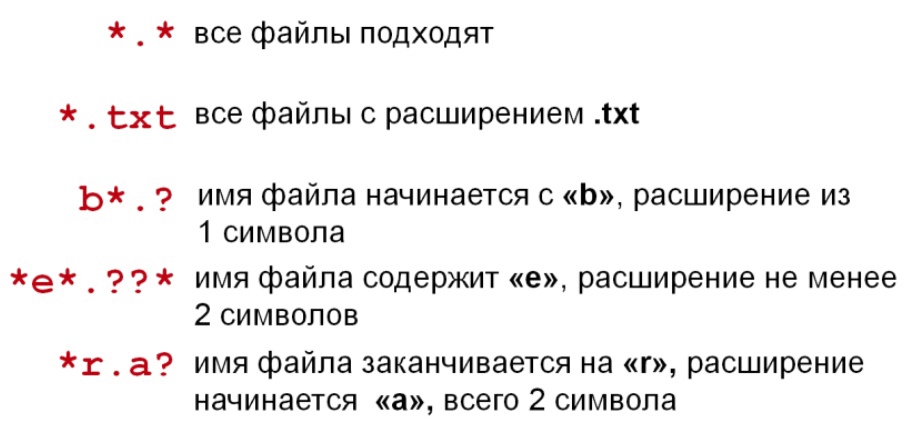 *.* все файлы подходят
*.txt все файлы с расширением .txt
b*.? имя файла начинается с «b», расширение из
1 символа
*e*.??* имя файла содержит «e», расширение не менее
2 символов
*r.a? имя файла заканчивается на «r», расширение
начинается «a», всего 2 символа